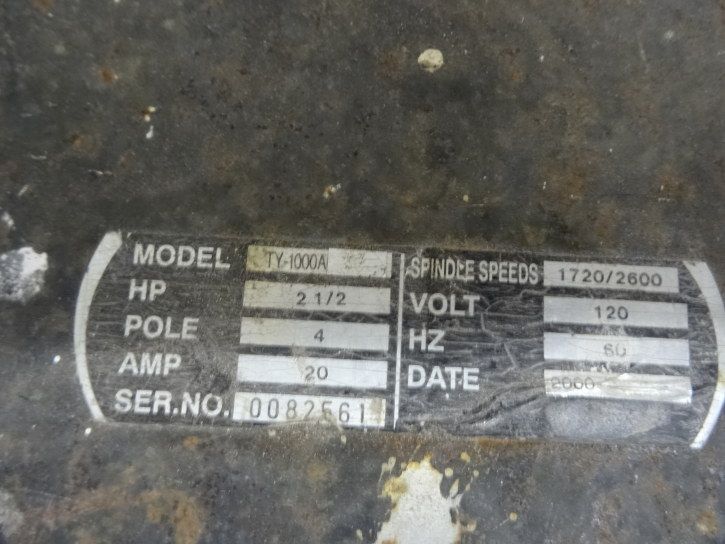 MODEL TY-1000A
HP 2 1/2
POLE 4
AMP 20
SER.NO. 0082561
SPINDLE SPEEDS 1720/2600
VOLT 120
HZ 60
DATE 2000